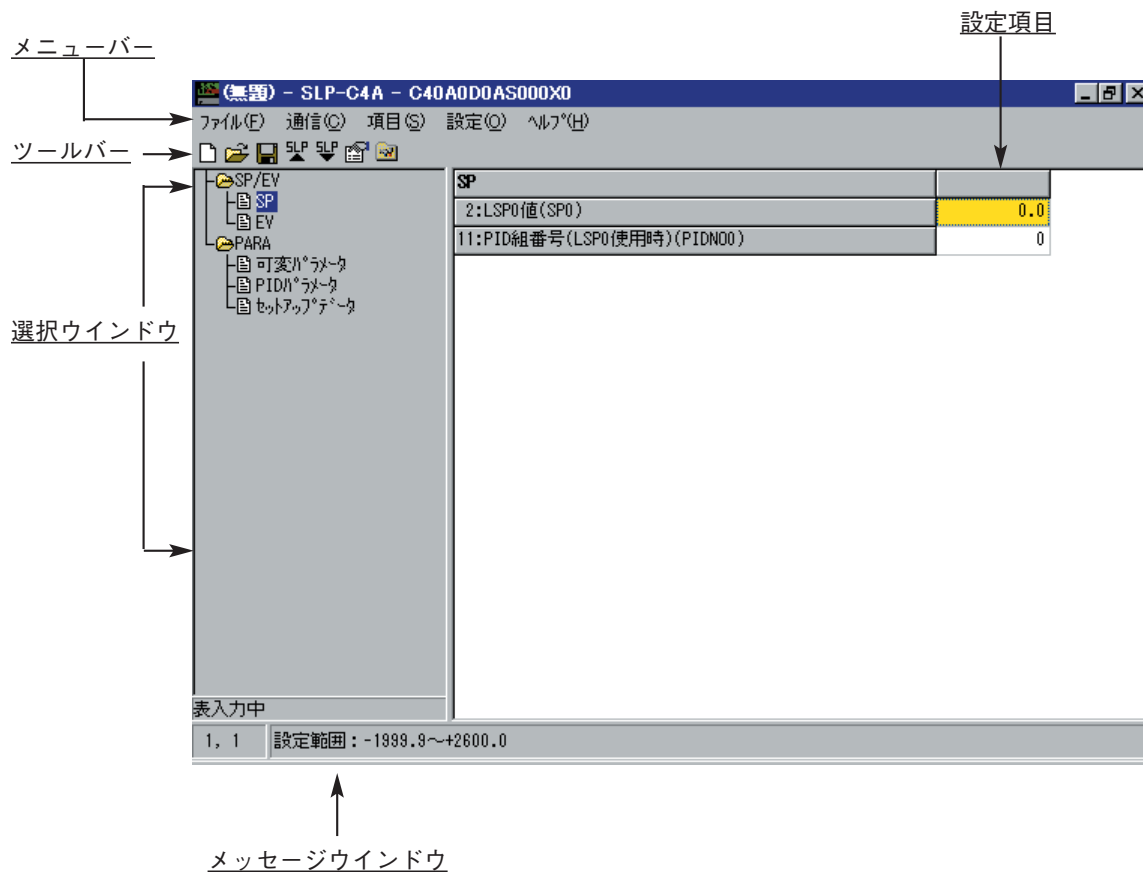 設定項目
メニューバー
(無題) - SLP-C4A - C40A0D0AS000X0
ﾌｧｲﾙ(F) 通信(C) 項目(S) 設定(O) ﾍﾙﾌﾟ(H)
ツールバー
SLP SLP
SP/EV
SP
EV
PARA
可変ﾊﾟﾗﾒｰﾀ
PIDﾊﾟﾗﾒｰﾀ
ｾｯﾄｱｯﾌﾟﾃﾞｰﾀ
SP
2:LSP0値(SP0) 0.0
11:PID組番号(LSP0使用時)(PIDNO0) 0
選択ウインドウ
表入力中
1, 1 設定範囲：-1999.9～+2600.0
メッセージウインドウ